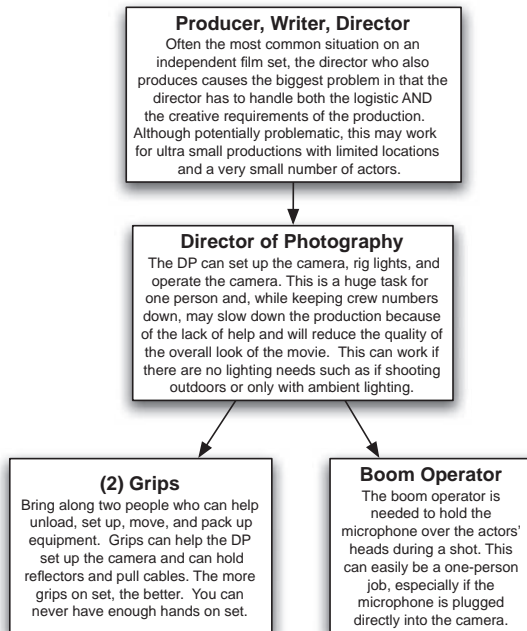 Producer, Writer, Director
Often the most common situation on an
independent film set, the director who also
produces causes the biggest problem in that the
director has to handle both the logistic AND
the creative requirements of the production.
Although potentially problematic, this may work
for ultra small productions with limited locations
and a very small number of actors.
Director of Photography
The DP can set up the camera, rig lights, and
operate the camera. This is a huge task for
one person and, while keeping crew numbers
down, may slow down the production because
of the lack of help and will reduce the quality of
the overall look of the movie. This can work if
there are no lighting needs such as if shooting
outdoors or only with ambient lighting.
(2) Grips
Bring along two people who can help
unload, set up, move, and pack up
equipment. Grips can help the DP
set up the camera and can hold
reflectors and pull cables. The more
grips on set, the better. You can
never have enough hands on set.
Boom Operator
The boom operator is
needed to hold the
microphone over the actors'
heads during a shot. This
can easily be a one-person
job, especially if the
microphone is plugged
directly into the camera.